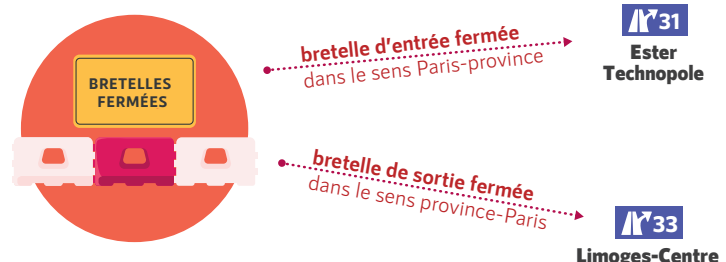 BRETELLES
FERMÉES
bretelle d'entrée fermée
dans le sens Paris-province
31
Ester
Technopole
bretelle de sortie fermée
dans le sens province-Paris
33
Limoges-Centre